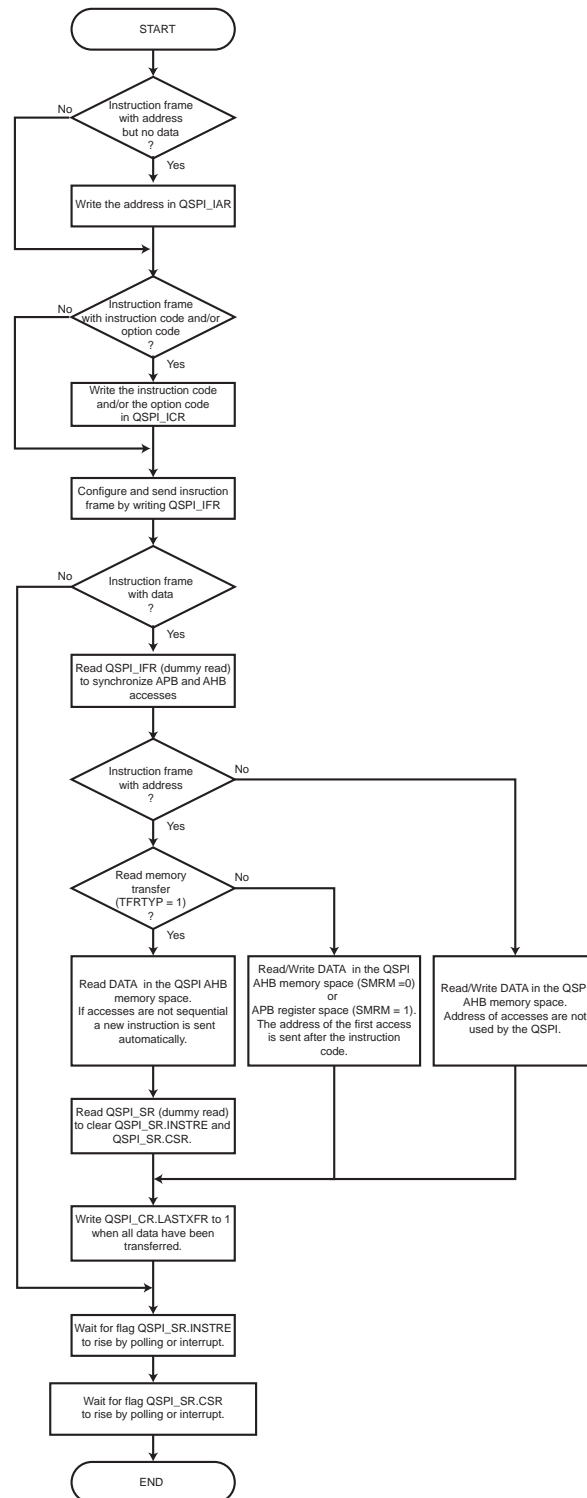 START
Instruction frame
with address
but no data
?
No
Yes
Write the address in QSPI_IAR
Instruction frame
with instruction code and/or
option code
?
No
Yes
Write the instruction code
and/or the option code
in QSPI_ICR
Configure and send insruction
frame by writing QSPI_IFR
Instruction frame
with data
?
No
Yes
Read QSPI_IFR (dummy read)
to synchronize APB and AHB
accesses
Instruction frame
with address
?
No
Yes
Read memory
transfer
(TFRTYP = 1)
?
No
Yes
Read DATA in the QSPI AHB
memory space.
If accesses are not sequential
a new instruction is sent
automatically.
Read/Write DATA in the QSPI
AHB memory space (SMRM =0)
or
APB register space (SMRM = 1).
The address of the first access
is sent after the instruction
code.
Read/Write DATA in the QSP
AHB memory space.
Address of accesses are not
used by the QSPI.
Read QSPI_SR (dummy read)
to clear QSPI_SR.INSTRE and
QSPI_SR.CSR.
Write QSPI_CR.LASTXFR to 1
when all data have been
transferred.
Wait for flag QSPI_SR.INSTRE
to rise by polling or interrupt.
Wait for flag QSPI_SR.CSR
to rise by polling or interrupt.
END